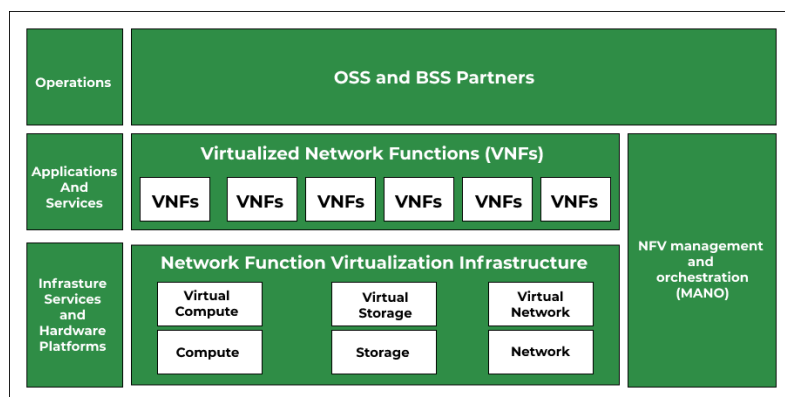 Operations
OSS and BSS Partners
Applications
And
Services
Virtualized Network Functions (VNFs)
VNFs VNFs VNFs VNFs VNFs VNFs
Infrasture
Services
and
Hardware
Platforms
Network Function Virtualization Infrastructure
Virtual
Compute
Virtual
Storage
Virtual
Network
Compute
Storage
Network
NFV management
and
orchestration
(MANO)